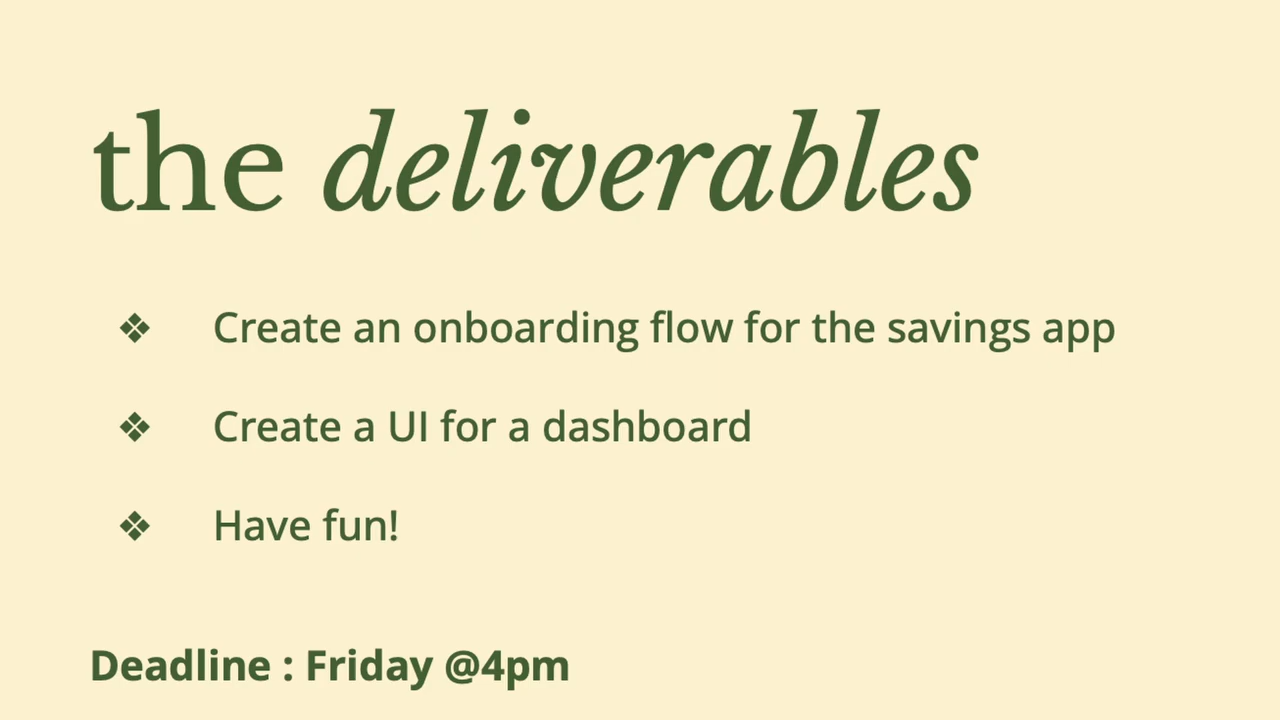 the deliverables
❖ Create an onboarding flow for the savings app
❖ Create a UI for a dashboard
❖ Have fun!
Deadline : Friday @4pm